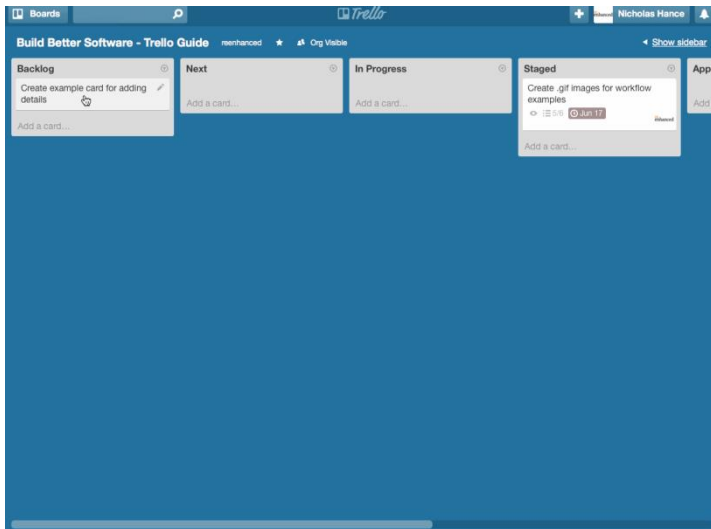 Boards
Trello
Nicholas Hance
Build Better Software - Trello Guide reenhanced Org Visible
Show sidebar
Backlog
Create example card for adding
details
Add a card...
Next
Add a card...
In Progress
Add a card...
Staged
Create .gif images for workflow
examples
5/6 Jun 17
Add a card...
App
Add